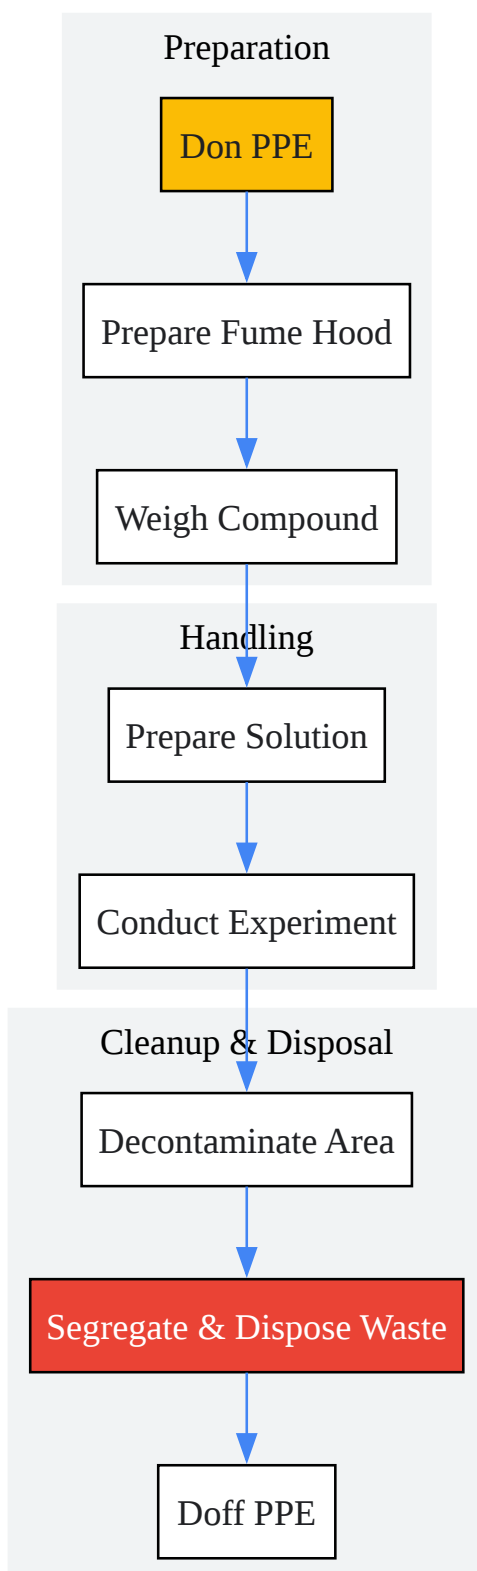 Preparation
Don PPE
Prepare Fume Hood
Weigh Compound
Handling
Prepare Solution
Conduct Experiment
Cleanup & Disposal
Decontaminate Area
Segregate & Dispose Waste
Doff PPE